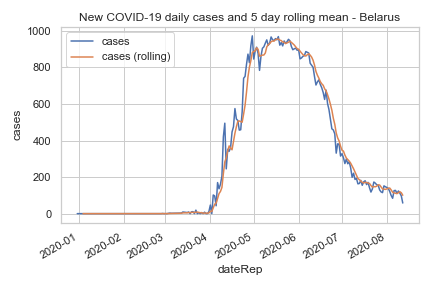 New COVID-19 daily cases and 5 day rolling mean - Belarus
cases
cases (rolling)
1000
800
600
400
200
0
cases
2020-01
2020-02
2020-03
2020-04
2020-05
2020-06
2020-07
2020-08
dateRep